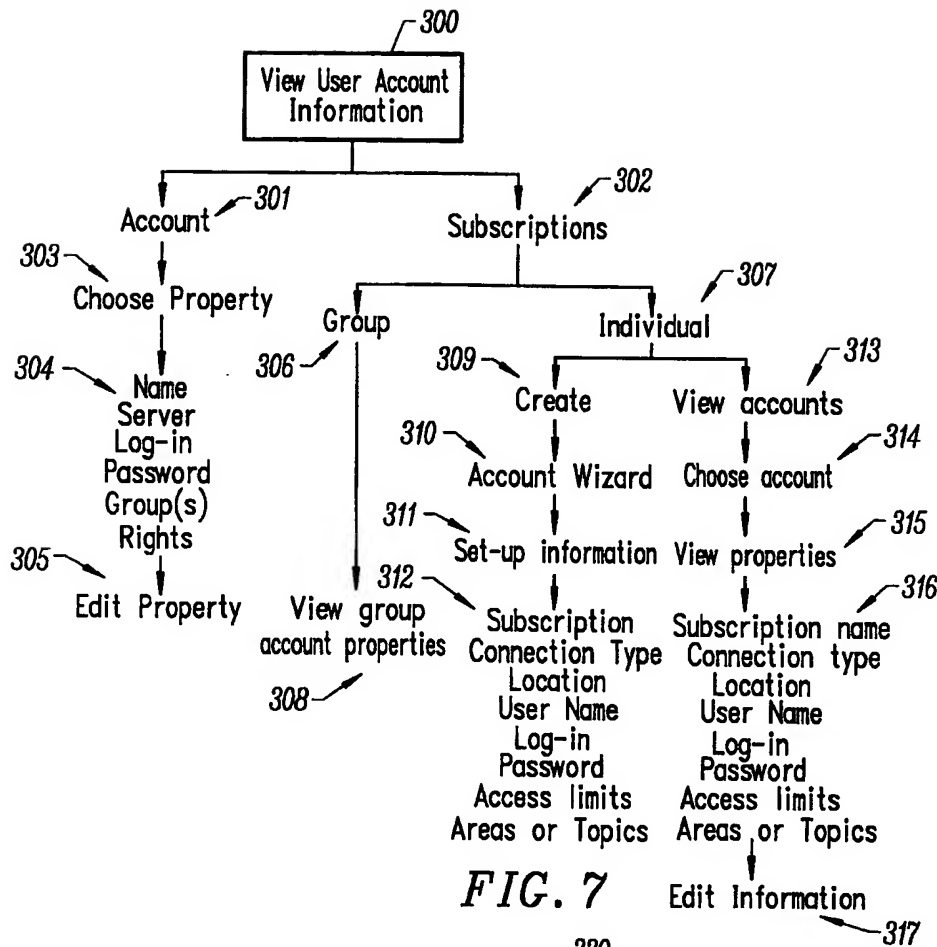 300
View User Account
Information
301
Account
302
Subscriptions
303
Choose Property
307
Group
306
Individual
304
Name
Server
Log-in
Password
Group(s)
Rights
309
Create
313
View accounts
310
Account Wizard
314
Choose account
311
Set-up information
315
View properties
305
Edit Property
View group
account properties
308
312
Subscription
Connection Type
Location
User Name
Log-in
Password
Access limits
Areas or Topics
316
Subscription name
Connection type
Location
User Name
Log-in
Password
Access limits
Areas or Topics
FIG. 7
Edit Information
317